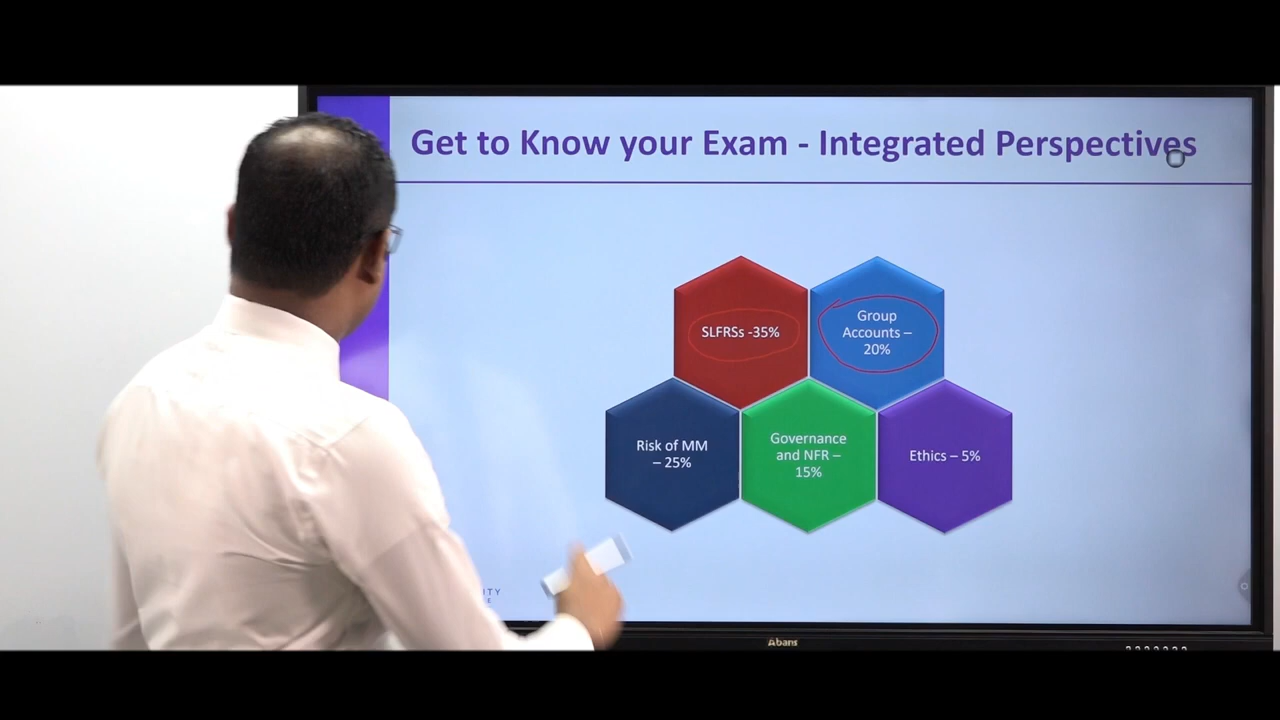 Get to Know your Exam - Integrated Perspectives
SLFRSs -35%
Group
Accounts –
20%
Risk of MM
– 25%
Governance
and NFR –
15%
Ethics – 5%
ITY
E
Abans